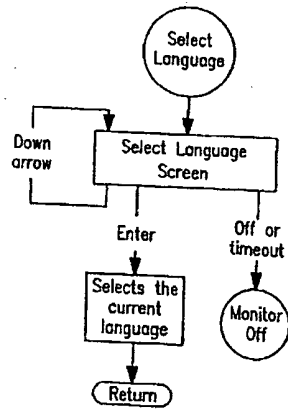 Select
Language
Down
arrow
Select Language
Screen
Enter
Off or
timeout
Selects the
current
language
Monitor
Off
Return